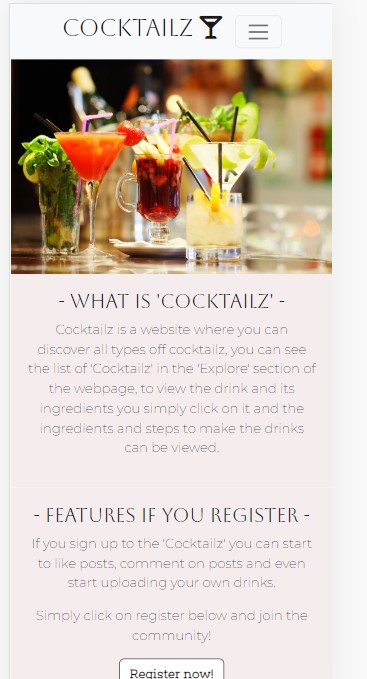 COCKTAILZ
- WHAT IS 'COCKTAILZ' -
Cocktailz is a website where you can
discover all types off cocktailz, you can see
the list of 'Cocktailz' in the 'Explore' section of
the webpage, to view the drink and its
ingredients you simply click on it and the
ingredients and steps to make the drinks
can be viewed.
- FEATURES IF YOU REGISTER -
If you sign up to the 'Cocktailz' you can start
to like posts, comment on posts and even
start uploading your own drinks.
Simply click on register below and join the
community!
Register now!